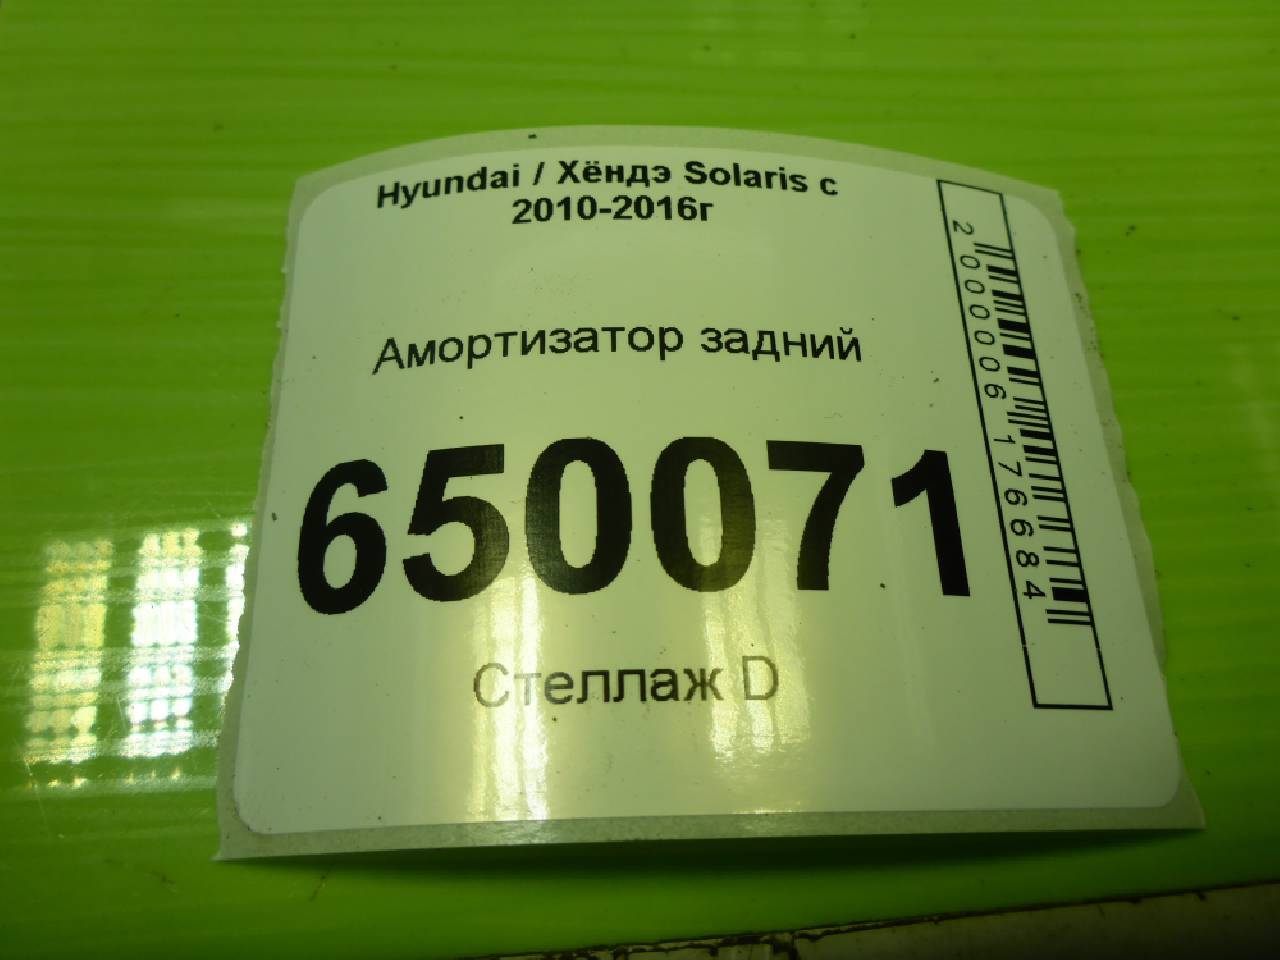 Hyundai / Хёндэ Solaris с
2010-2016г
Амортизатор задний
650071
Стеллаж D
2000006176684